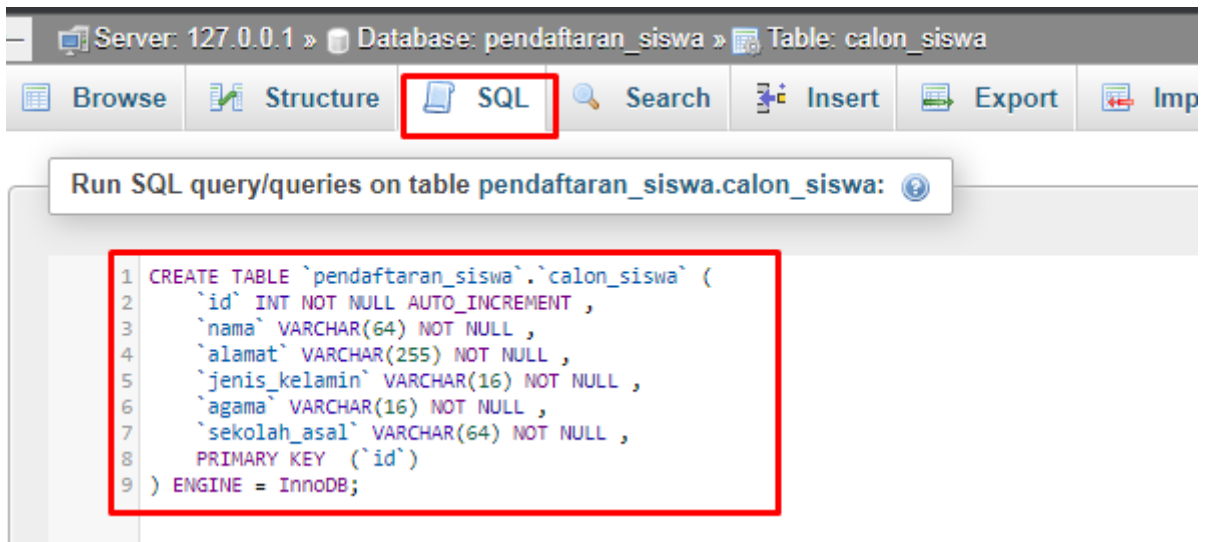 Server: 127.0.0.1 » Database: pendaftaran_siswa » Table: calon_siswa
Browse Structure SQL Search Insert Export Imp
Run SQL query/queries on table pendaftaran_siswa.calon_siswa:
1 CREATE TABLE `pendaftaran_siswa`.`calon_siswa` (
2 `id` INT NOT NULL AUTO_INCREMENT ,
3 `nama` VARCHAR(64) NOT NULL ,
4 `alamat` VARCHAR(255) NOT NULL ,
5 `jenis_kelamin` VARCHAR(16) NOT NULL ,
6 `agama` VARCHAR(16) NOT NULL ,
7 `sekolah_asal` VARCHAR(64) NOT NULL ,
8 PRIMARY KEY  (`id`)
9 ) ENGINE = InnoDB;